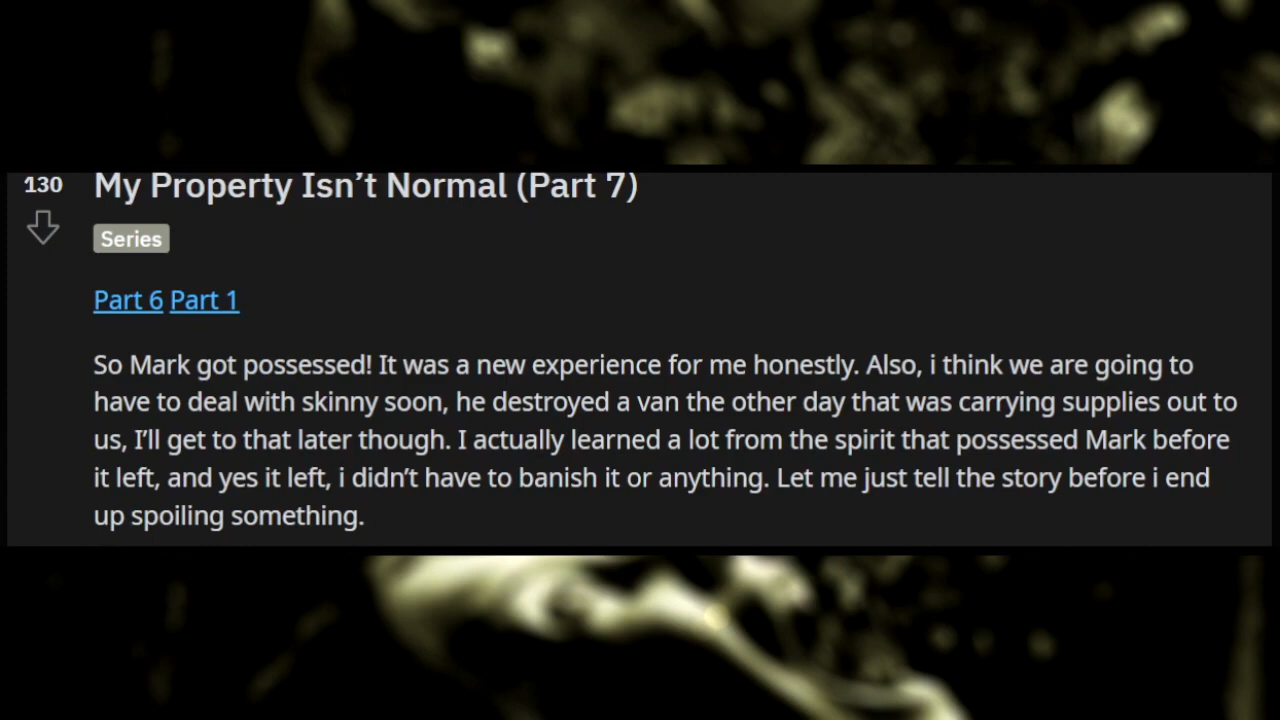 130
My Property Isn’t Normal (Part 7)
Series
Part 6 Part 1
So Mark got possessed! It was a new experience for me honestly. Also, i think we are going to
have to deal with skinny soon, he destroyed a van the other day that was carrying supplies out to
us, I’ll get to that later though. I actually learned a lot from the spirit that possessed Mark before
it left, and yes it left, i didn’t have to banish it or anything. Let me just tell the story before i end
up spoiling something.